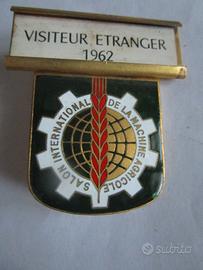 VISITEUR ETRANGER
1962
SALON INTERNATIONAL DE LA MACHINE AGRICOLE
subito